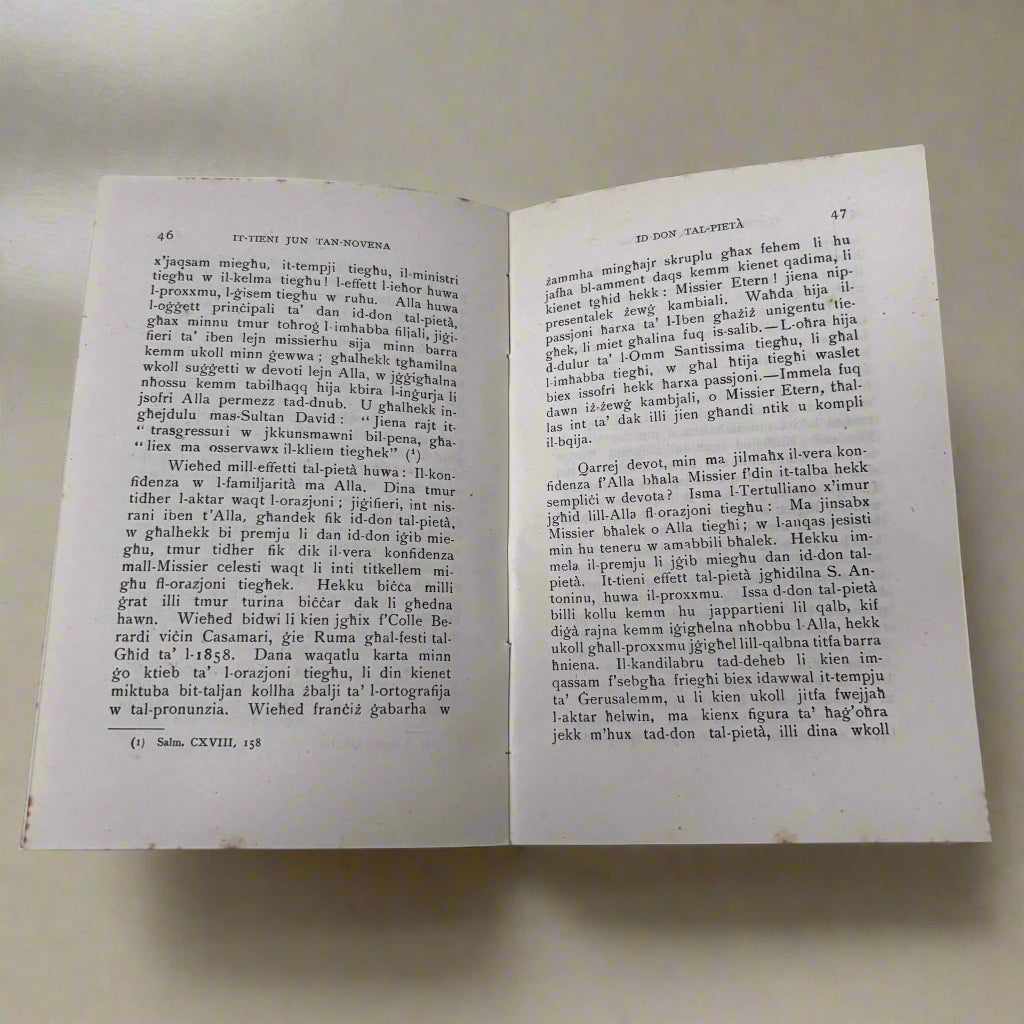 46
IT-TIENI JUN TAN-NOVENA
x'jaqsam miegħu, it-tempji tiegħu, il-ministri
tiegħu w il-kelma tiegħu! l-effett l-ieħor huwa
l-proxxmu, l-ġisem tiegħu w ruħu. Alla huwa
l-oġġett prinċipali ta' dan id-don tal-pietà,
għax minnu tmur toħroġ l-imħabba filjali, jiġi-
fieri ta' iben lejn missierhu sija minn barra
kemm ukoll minn ġewwa; għalhekk tgħamilna
wkoll suġġetti w devoti lejn Alla, w jġġigħalna
nħossu kemm tabilħaqq hija kbira l-inġurja li
jsofri Alla permezz tad-dnub. U għalhekk in-
għejdulu mas-Sultan David: “Jiena rajt it-
“ trasgressuri w jkkunsmawni bil-pena, għa-
“ liex ma osservawx il-kliem tiegħek” (¹)
Wieħed mill-effetti tal-pietà huwa: Il-kon-
fidenza w l-familjarità ma Alla. Dina tmur
tidher l-aktar waqt l-orazjoni; jiġifieri, int nis-
rani iben t'Alla, għandek fik id-don tal-pietà,
w għalhekk bi premju li dan id-don iġib mie-
għu, tmur tidher fik dik il-vera konfidenza
mall-Missier celesti waqt li inti titkellem mi-
għu fl-orazjoni tiegħek. Hekku biċċa milli
ġrat illi tmur turina biċċar dak li għedna
hawn. Wieħed bidwi li kien jgħix f'Colle Be-
rardi viċin Casamari, ġie Ruma għal-festi tal-
Għid ta' l-1858. Dana waqatlu karta minn
ġo ktieb ta' l-orazjoni tiegħu, li din kienet
miktuba bit-taljan kollha żbalji ta' l-ortografija
w tal-pronunzia. Wieħed franċiż ġabarha w
(1) Salm. CXVIII, 158
ID-DON TAL-PIETÀ
47
żammha mingħajr skruplu għax fehem li hu
jafha bl-amment daqs kemm kienet qadima, li
kienet tgħid hekk: Missier Etern! jiena nip-
presentalek żewġ kambiali. Waħda hija il-
passjoni ħarxa ta' l-Iben għażiż unigentu tie-
għek, li miet għalina fuq is-salib.—L-oħra hija
d-dulur ta' l-Omm Santissima tiegħu, li għal
l-imħabba tiegħi, w għal ħtija tiegħi waslet
biex issofri hekk ħarxa passjoni.—Immela fuq
dawn iż-żewġ kambjali, o Missier Etern, tħal-
las int ta' dak illi jien għandi ntik u kompli
il-bqija.
Qarrej devot, min ma jilmaħx il-vera kon-
fidenza f'Alla bħala Missier f'din it-talba hekk
sempliċi w devota? Isma l-Tertulliano x'imur
jgħid lill-Alla fl-orazjoni tiegħu: Ma jinsabx
Missier bħalek o Alla tiegħi; w l-anqas jesisti
min hu teneru w amabbili bħalek. Hekku im-
mela il-premju li jġib miegħu dan id-don tal-
pietà. It-tieni effett tal-pietà jgħidilna S. An-
toninu, huwa il-proxxmu. Issa d-don tal-pietà
billi kollu kemm hu jappartieni lil qalb, kif
diġà rajna kemm iġigħelna nħobbu l-Alla, hekk
ukoll għall-proxxmu jġigħel lill-qalbna titfa barra
ħniena. Il-kandilabru tad-deheb li kien im-
qassam f'sebgħa friegħi biex idawwal it-tempju
ta' Ġerusalemm, u li kien ukoll jitfa fwejjaħ
l-aktar ħelwin, ma kienx figura ta' ħaġ'oħra
jekk m'hux tad-don tal-pietà, illi dina wkoll